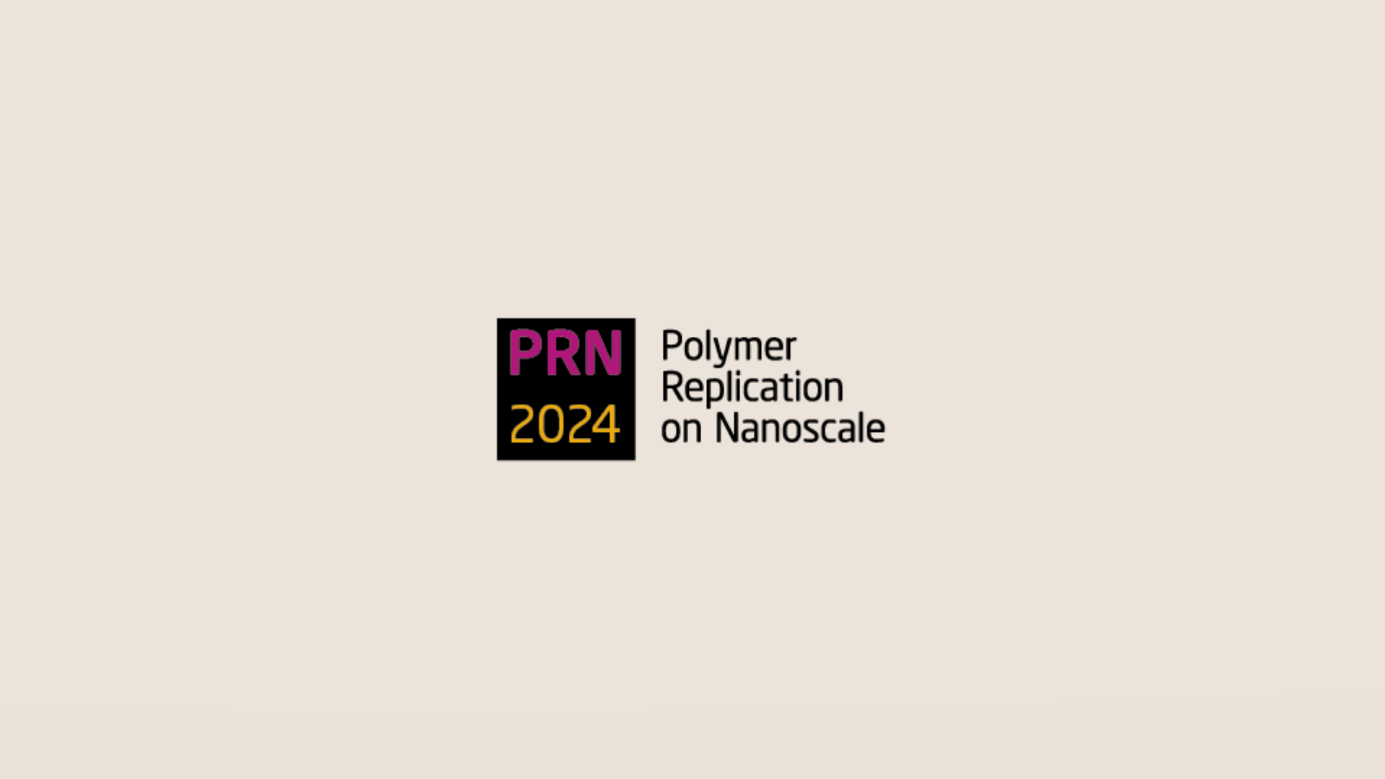 PRN
2024
Polymer
Replication
on Nanoscale